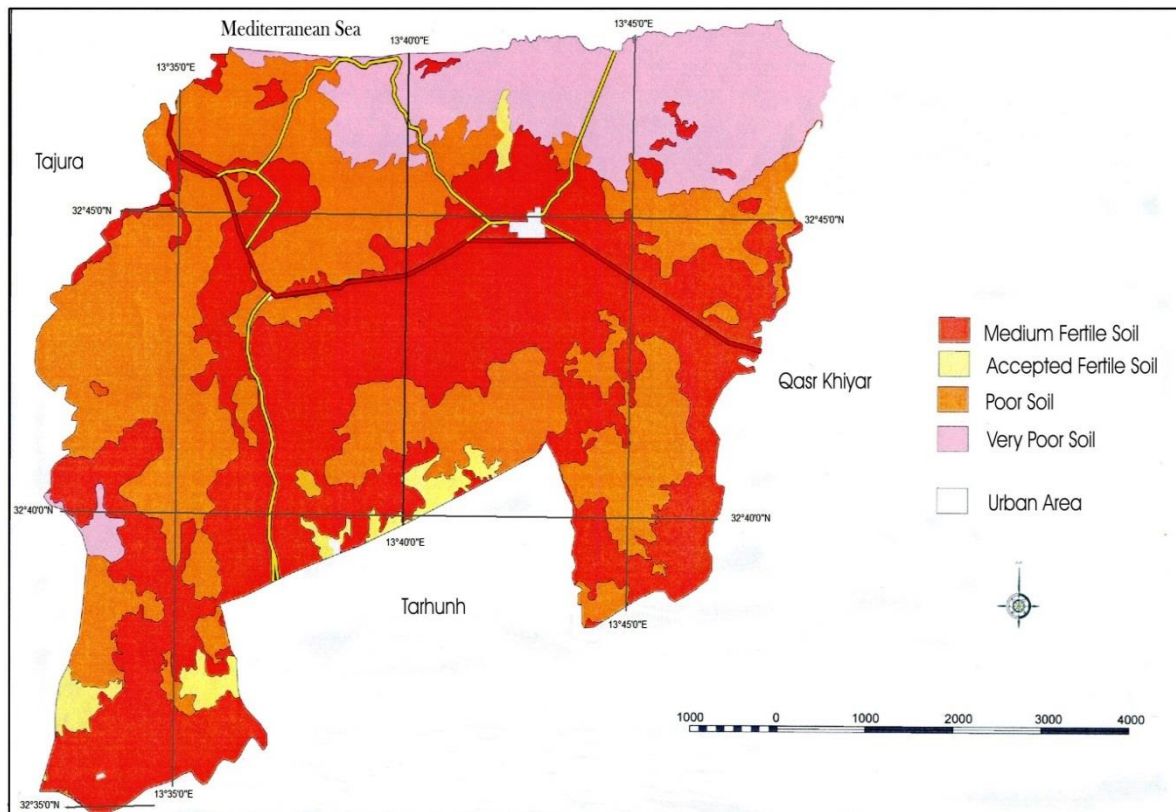 Mediterranean Sea
13°45'0"E
13°40'0"E
13°35'0"E
Tajura
32°45'0"N
32°45'0"N
Medium Fertile Soil
Accepted Fertile Soil
Qasr Khiyar
Poor Soil
Very Poor Soil
Urban Area
32°40'0"N
32°40'0"N
13°40'0"E
Tarhunh
13°45'0"E
1000 0 1000 2000 3000 4000
13°35'0"E
32°35'0"N